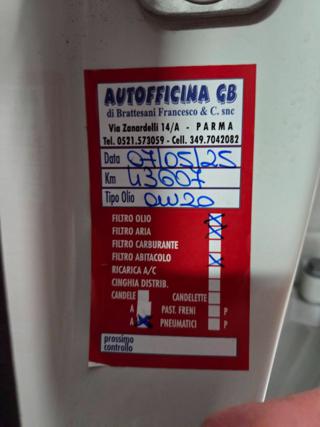 AUTOFFICINA GB
di Brattesani Francesco & C. snc
Via Zanardelli 14/A - PARMA
Tel. 0521.573059 - Cell. 349.7042082
Data 07/05/25
Km 43607
Tipo Olio 0W20
FILTRO OLIO X
FILTRO ARIA X
FILTRO CARBURANTE
FILTRO ABITACOLO X
RICARICA A/C
CINGHIA DISTRIB.
CANDELE CANDELETTE
A PAST. FRENI P
A X PNEUMATICI P
prossimo
controllo